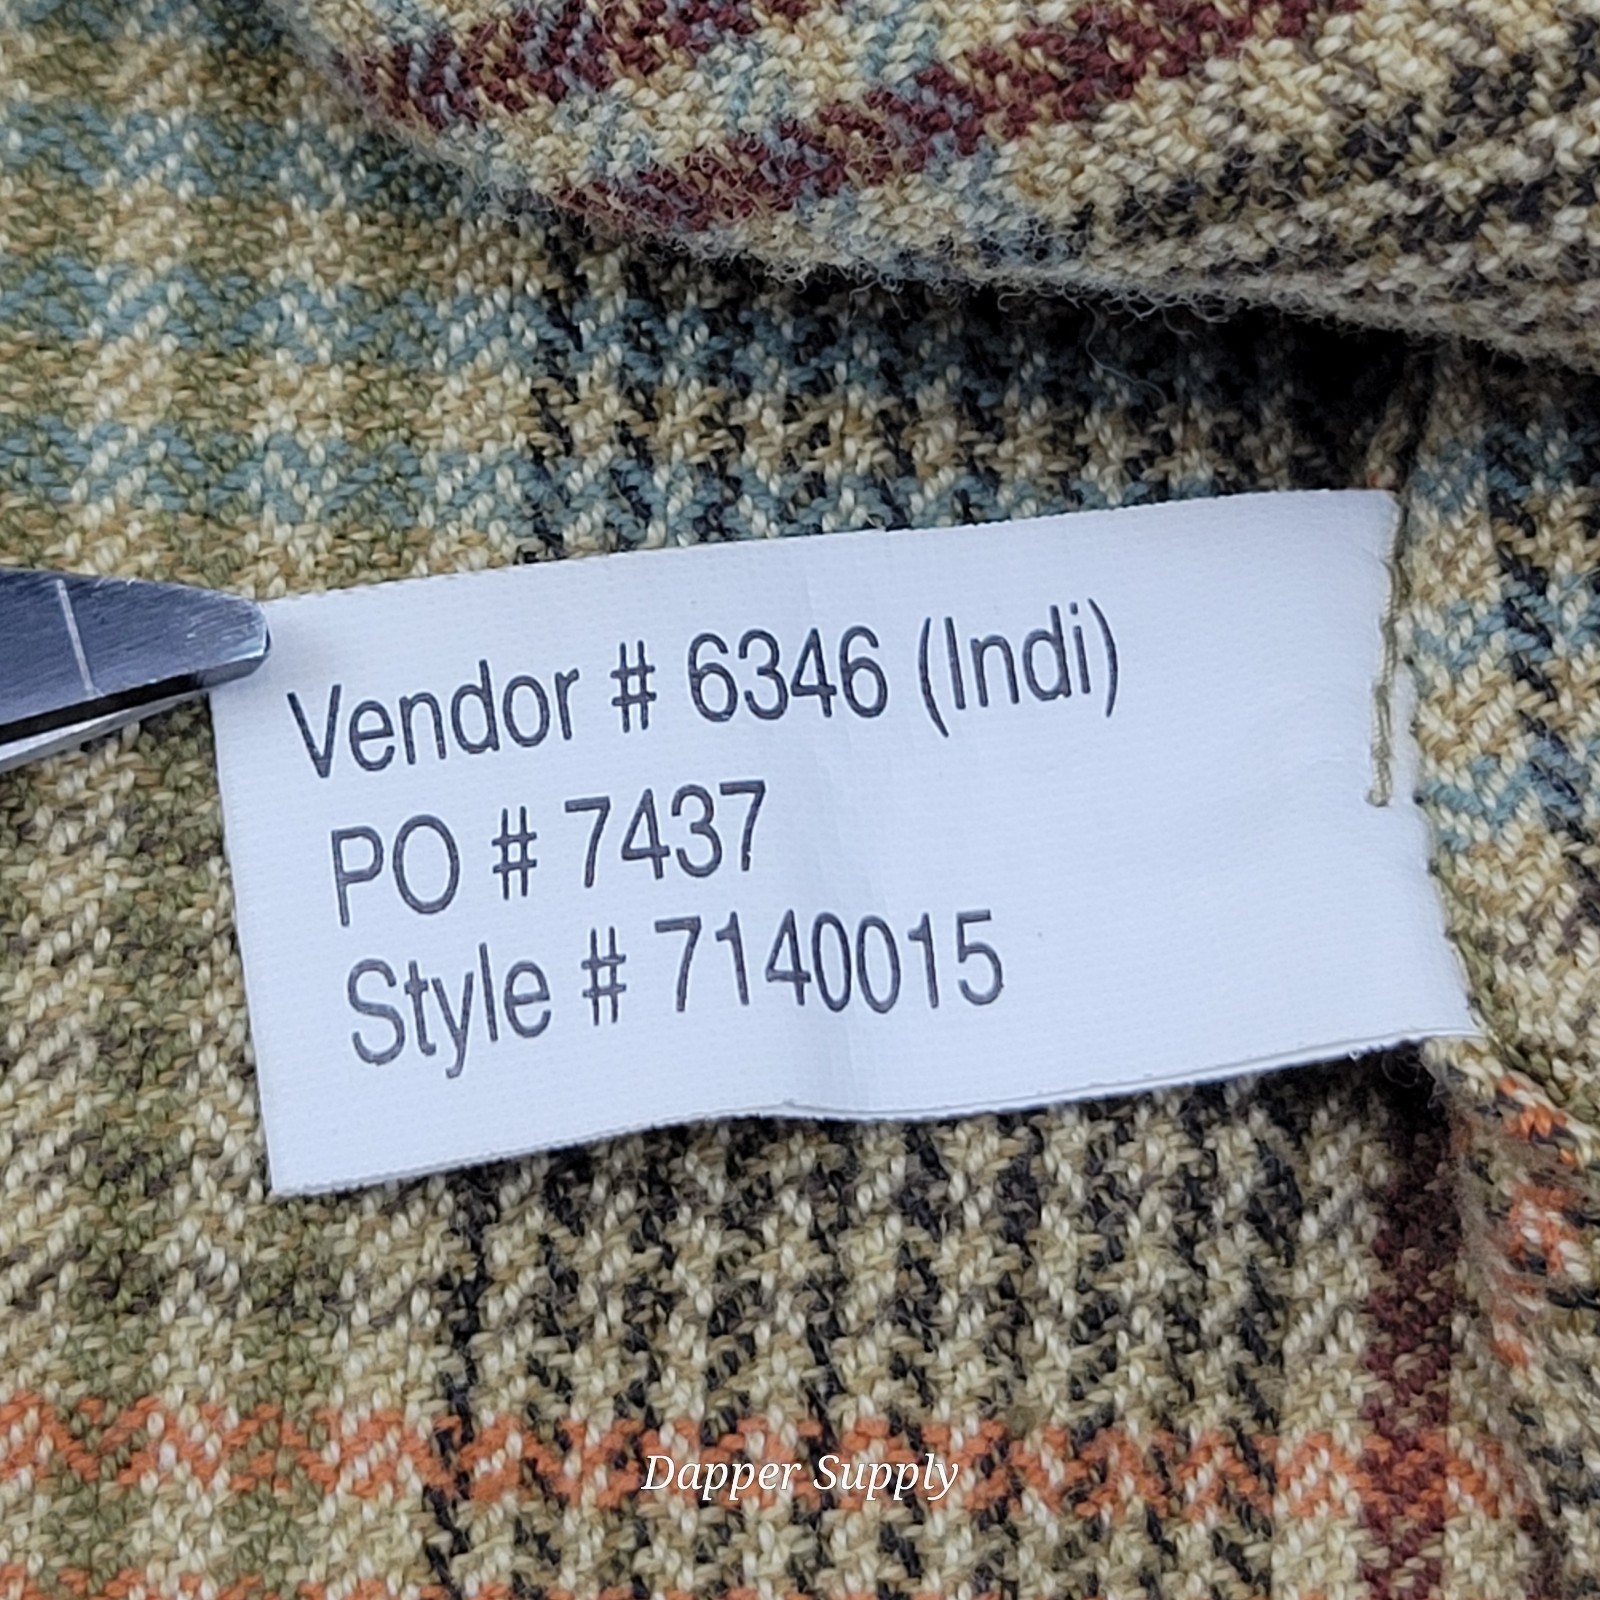 Vendor # 6346 (Indi)
PO # 7437
Style # 7140015
Dapper Supply